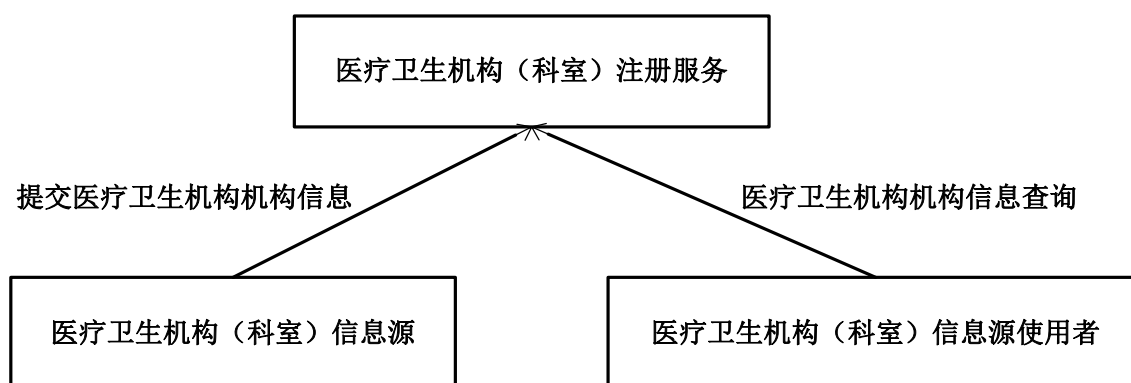 医疗卫生机构（科室）注册服务
提交医疗卫生机构机构信息
医疗卫生机构机构信息查询
医疗卫生机构（科室）信息源
医疗卫生机构（科室）信息源使用者